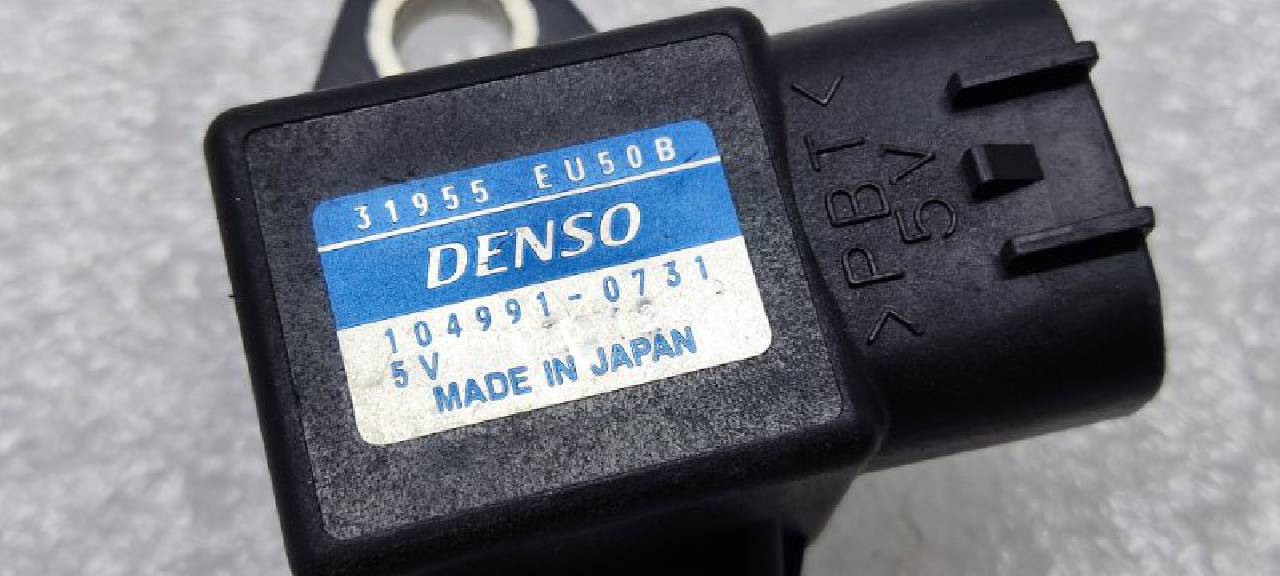 31955 EU50B
DENSO
104991-0731
5V
MADE IN JAPAN
>PBT<
5V